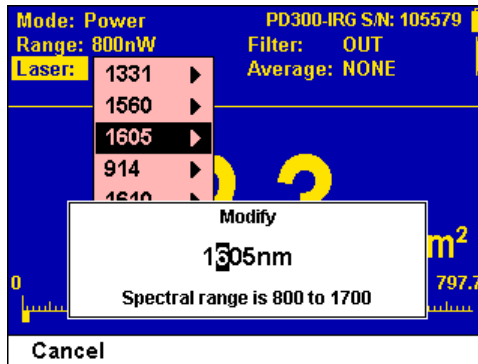 Mode: Power PD300-IRG S/N: 105579
Range: 800nW Filter: OUT
Laser: Average: NONE
1331
1560
1605
914
1610
Modify
1605nm
Spectral range is 800 to 1700
m²
0 797.7
Cancel